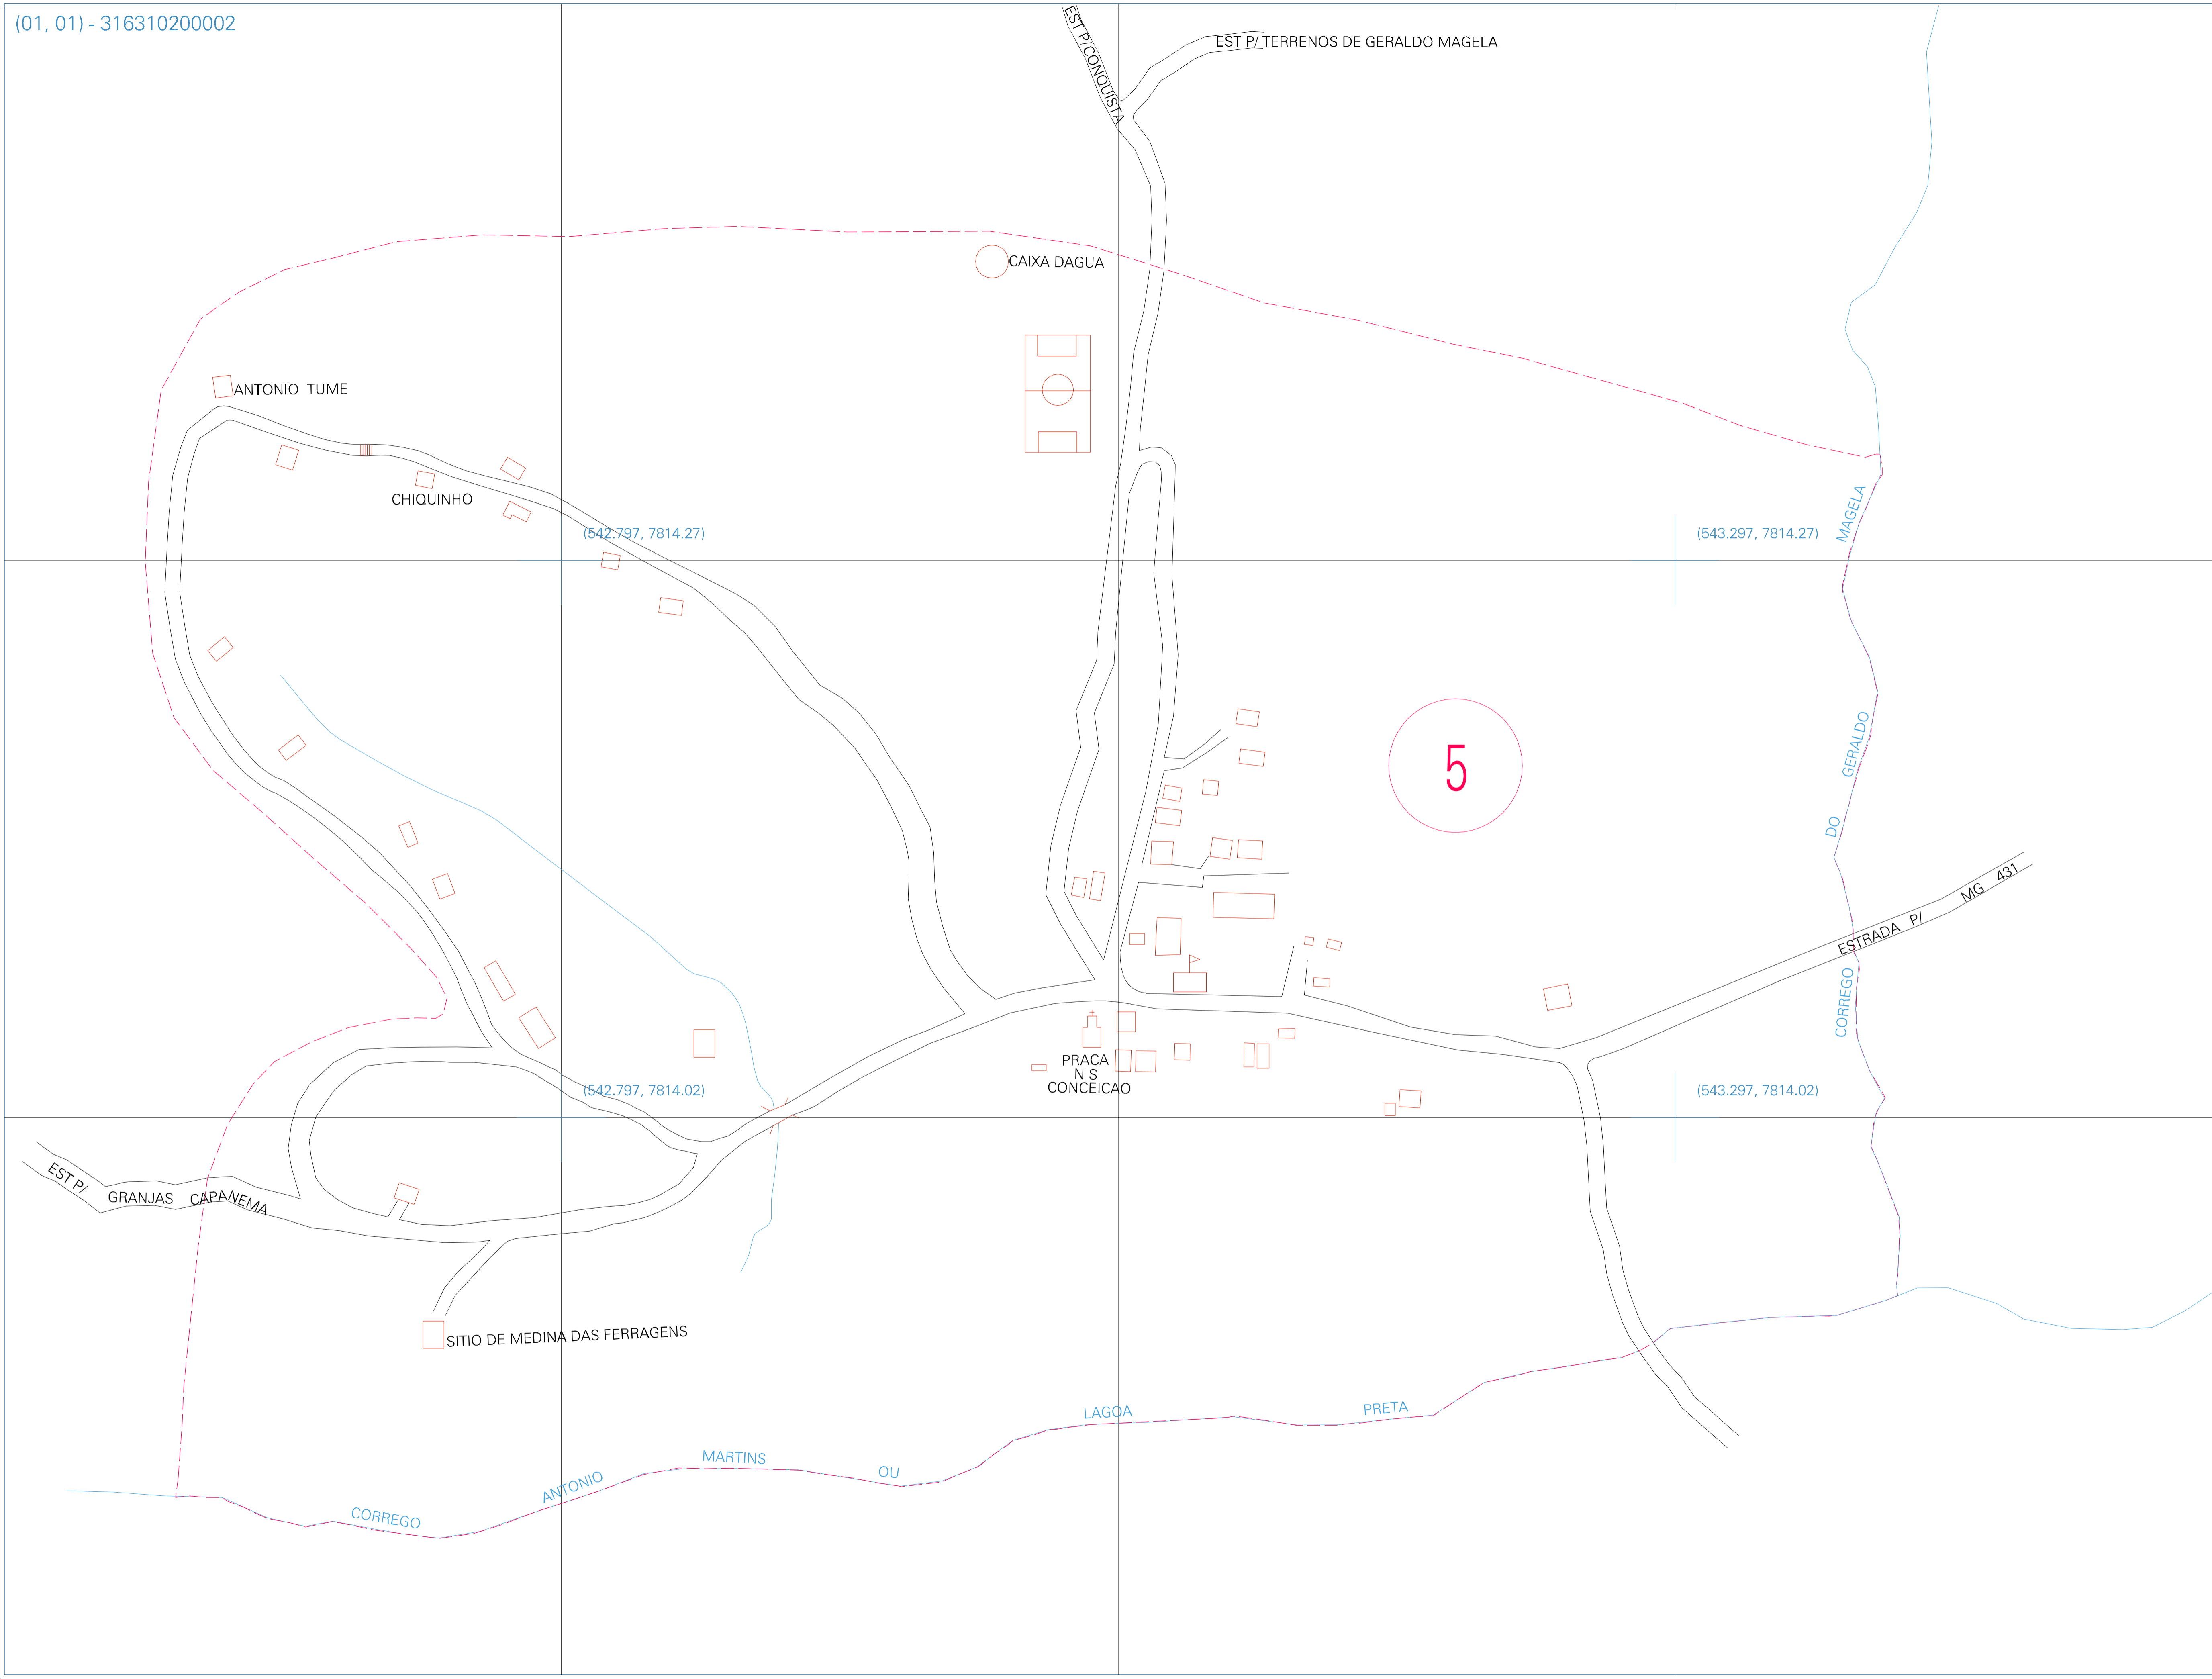 (01, 01) - 316310200002
EST P/CONQUISTA
EST P/ TERRENOS DE GERALDO MAGELA
CAIXA DAGUA
ANTONIO TUME
CHIQUINHO
(542.797, 7814.27)
(543.297, 7814.27)
CORREGO DO GERALDO MAGELA
5
ESTRADA P/ MG 431
PRACA
N S
CONCEICAO
(542.797, 7814.02)
(543.297, 7814.02)
EST P/ GRANJAS CAPANEMA
SITIO DE MEDINA DAS FERRAGENS
CORREGO ANTONIO MARTINS OU LAGOA PRETA